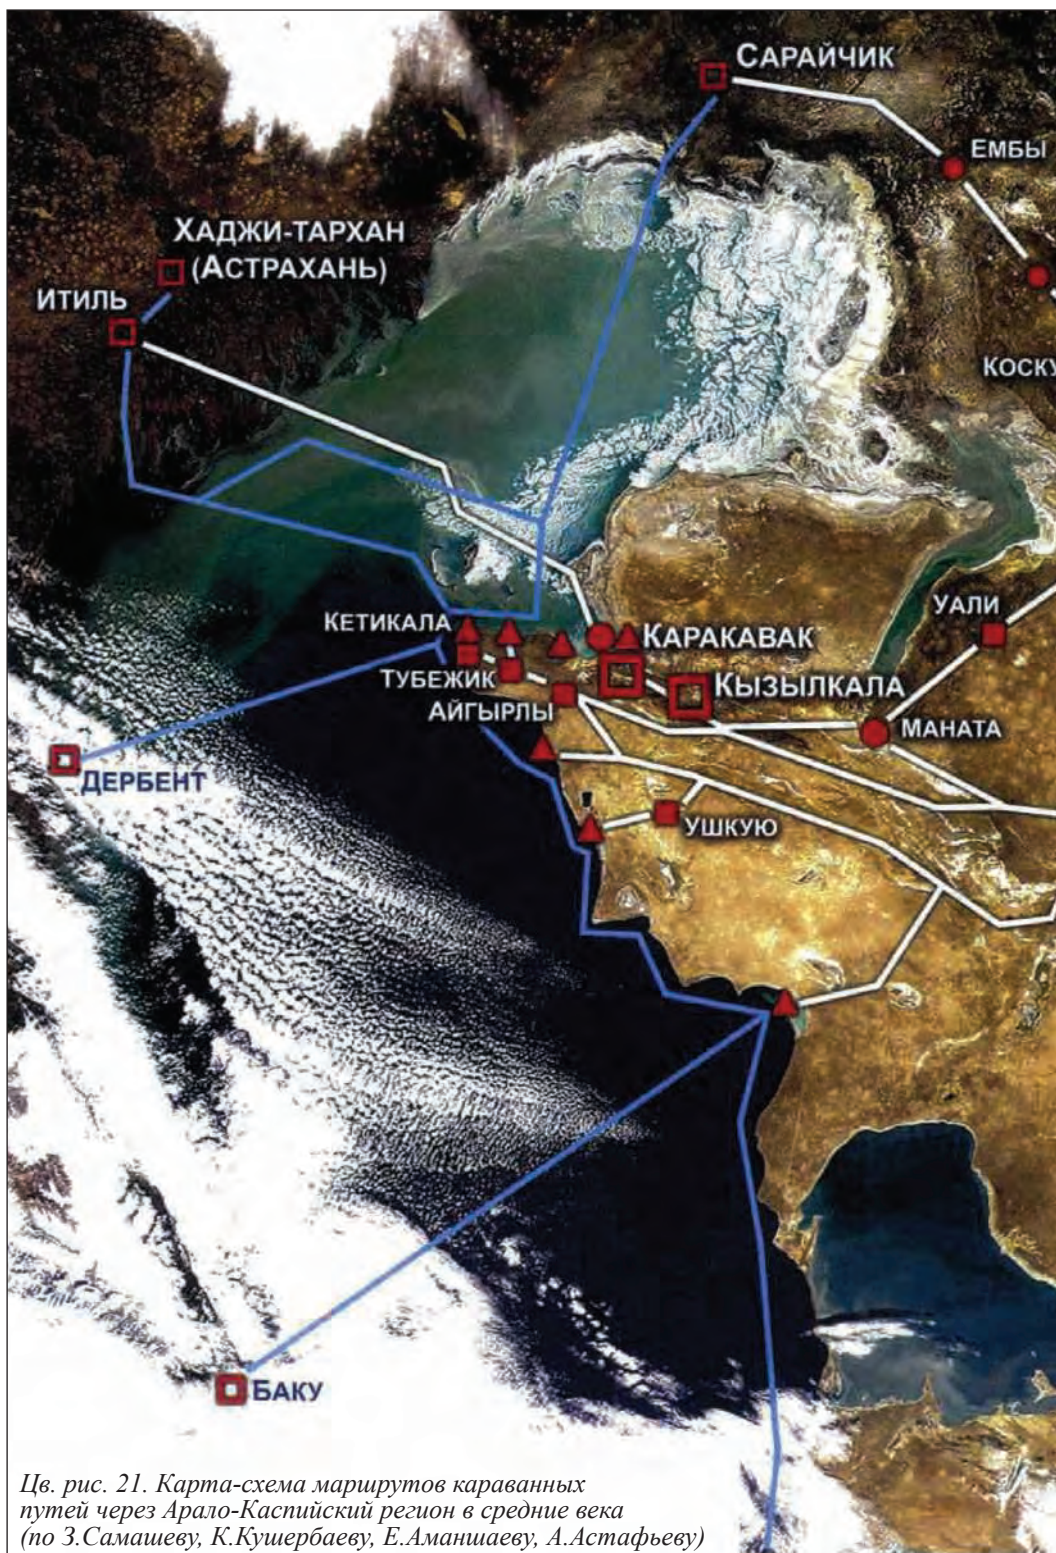 САРАЙЧИК
ЕМБЫ
ХАДЖИ-ТАРХАН
(АСТРАХАНЬ)
ИТИЛЬ
КОСКУ
УАЛИ
КЕТИКАЛА
КАРАКАВАК
ТУБЕЖИК
КЫЗЫЛКАЛА
АЙГЫРЛЫ
МАНАТА
ДЕРБЕНТ
УШКУЮ
БАКУ
Цв. рис. 21. Карта-схема маршрутов караванных
путей через Арало-Каспийский регион в средние века
(по З.Самашеву, К.Кушербаеву, Е.Аманшаеву, А.Астафьеву)